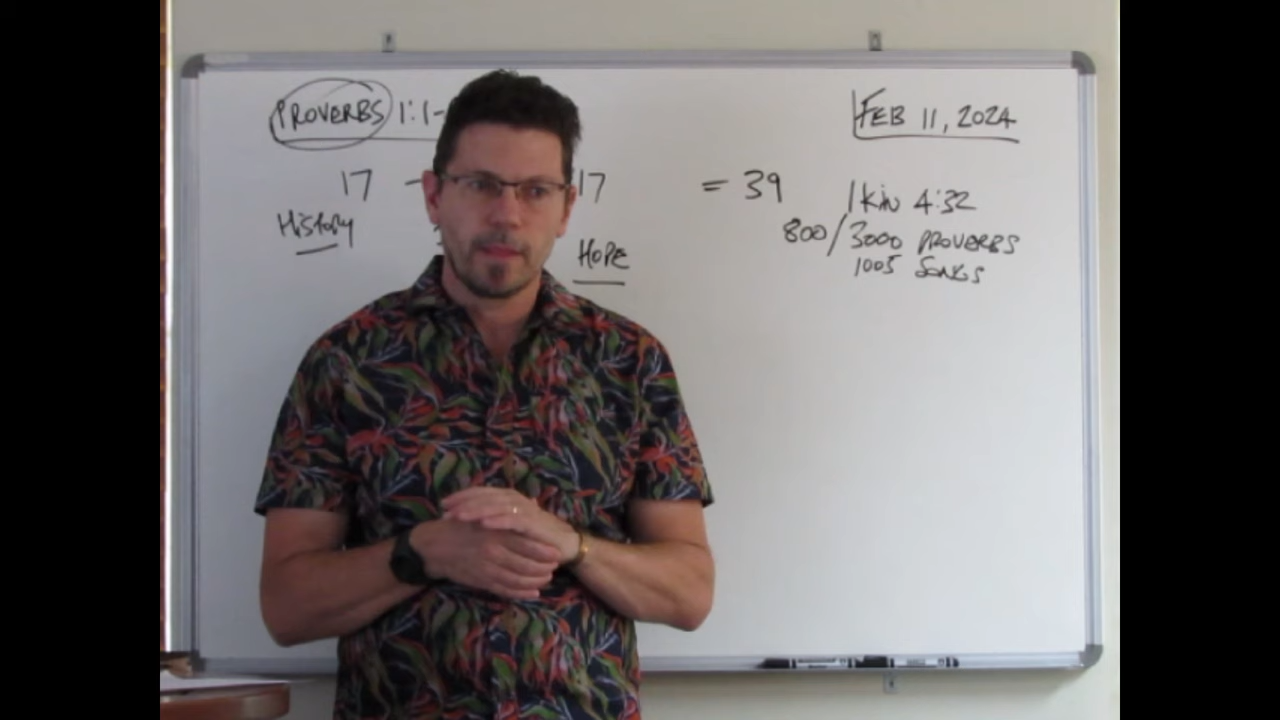 PROVERBS 1:1-
FEB 11, 2024
17 - 17 = 39
1 Kin 4:32
History
800/3000 PROVERBS
HOPE
1005 SONGS